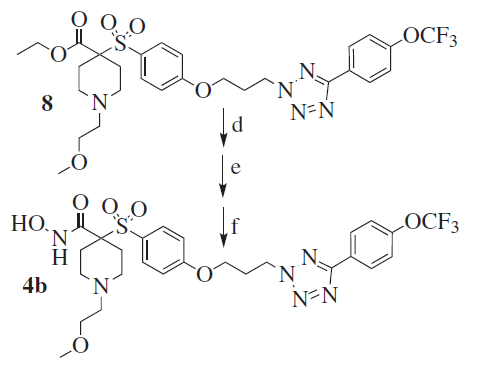 O O O
O S OCF3
N
N N
8 N O N=N
d
O
e
O O O f
HO S OCF3
N
H N
N N
4b N O N=N
O